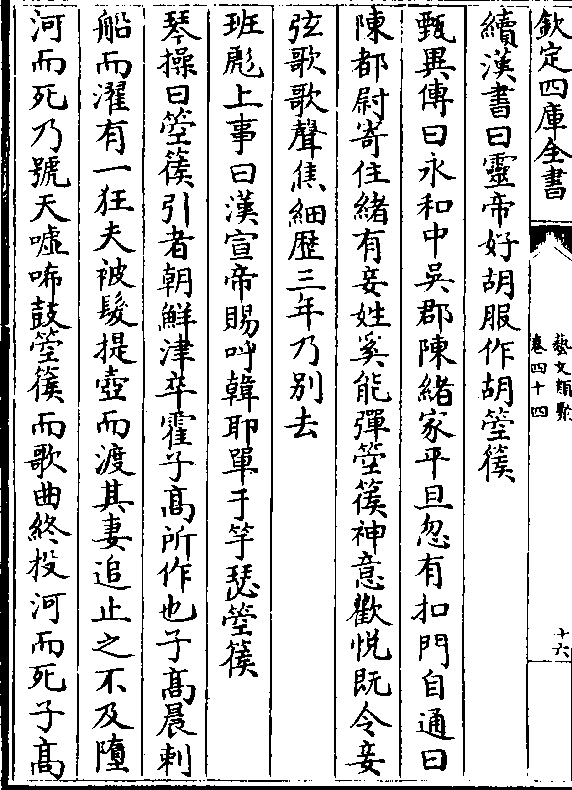 欽定四庫全書
藝文類聚
卷四十四
十六
續漢書曰靈帝好胡服作胡箜篌
甄異傳曰永和中吳郡陳緒家平旦忽有扣門自通曰
陳都尉寄住緒有妾姓奚能彈箜篌神意歡悅既令妾
弦歌歌聲焦細歷三年乃别去
班彪上事曰漢宣帝賜呼韓耶單于竽瑟箜篌
琴操曰箜篌引者朝鮮津卒霍子髙所作也子髙晨刺
船而濯有一狂夫被髮提壺而渡其妻追止之不及墮
河而死乃號天噓唏鼓箜篌而歌曲終投河而死子髙